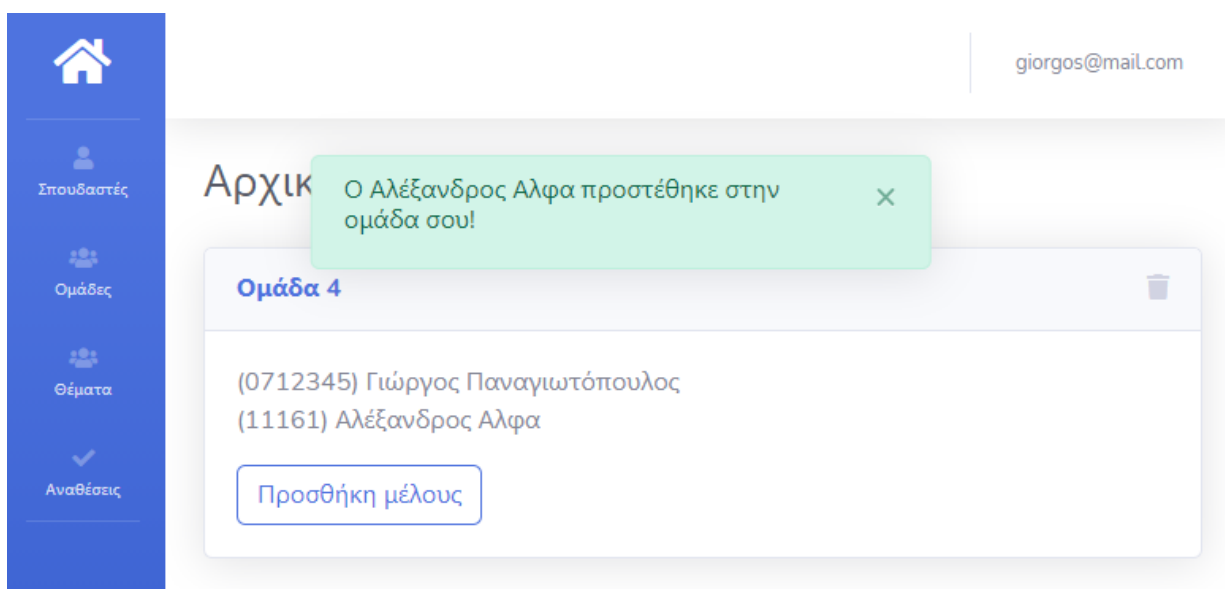 giorgos@mail.com
Σπουδαστές
Ομάδες
Θέματα
Αναθέσεις
Ο Αλέξανδρος Αλφα προστέθηκε στην
ομάδα σου!
Ομάδα 4
(0712345) Γιώργος Παναγιωτόπουλος
(11161) Αλέξανδρος Αλφα
Προσθήκη μέλους